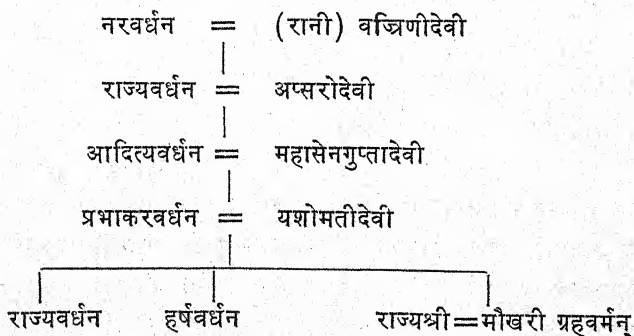 नरवर्धन = (रानी) वज्रिणीदेवी
राज्यवर्धन = अप्सरोदेवी
आदित्यवर्धन = महासेनगुप्तादेवी
प्रभाकरवर्धन = यशोमतीदेवी
राज्यवर्धन हर्षवर्धन राज्यश्री = मौखरी ग्रहवर्मन्